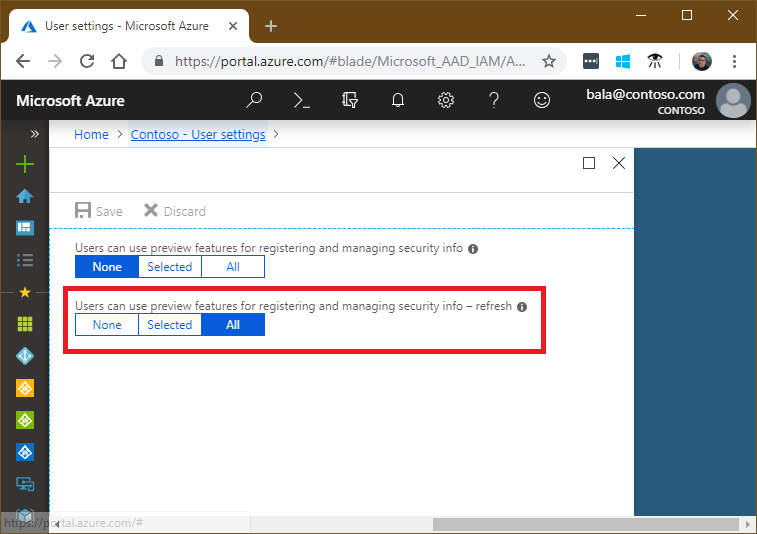 User settings - Microsoft Azure
https://portal.azure.com/#blade/Microsoft_AAD_IAM/A...
Microsoft Azure
bala@contoso.com
CONTOSO
Home > Contoso - User settings >
Save Discard
Users can use preview features for registering and managing security info
None Selected All
Users can use preview features for registering and managing security info – refresh
None Selected All
https://portal.azure.com/#